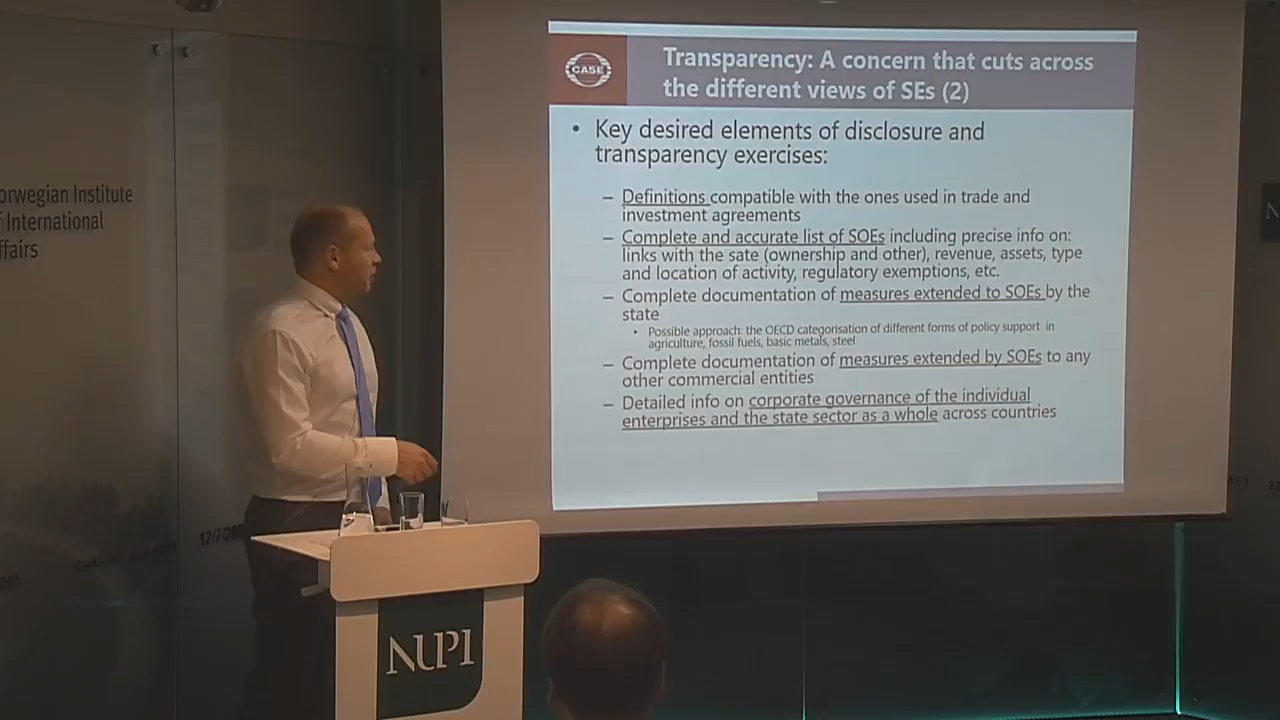 orwegian Institute
f International
ffairs
CASE
Transparency: A concern that cuts across
the different views of SEs (2)
• Key desired elements of disclosure and
transparency exercises:
– Definitions compatible with the ones used in trade and
investment agreements
– Complete and accurate list of SOEs including precise info on:
links with the sate (ownership and other), revenue, assets, type
and location of activity, regulatory exemptions, etc.
– Complete documentation of measures extended to SOEs by the
state
• Possible approach: the OECD categorisation of different forms of policy support in
agriculture, fossil fuels, basic metals, steel
– Complete documentation of measures extended by SOEs to any
other commercial entities
– Detailed info on corporate governance of the individual
enterprises and the state sector as a whole across countries
NUPI